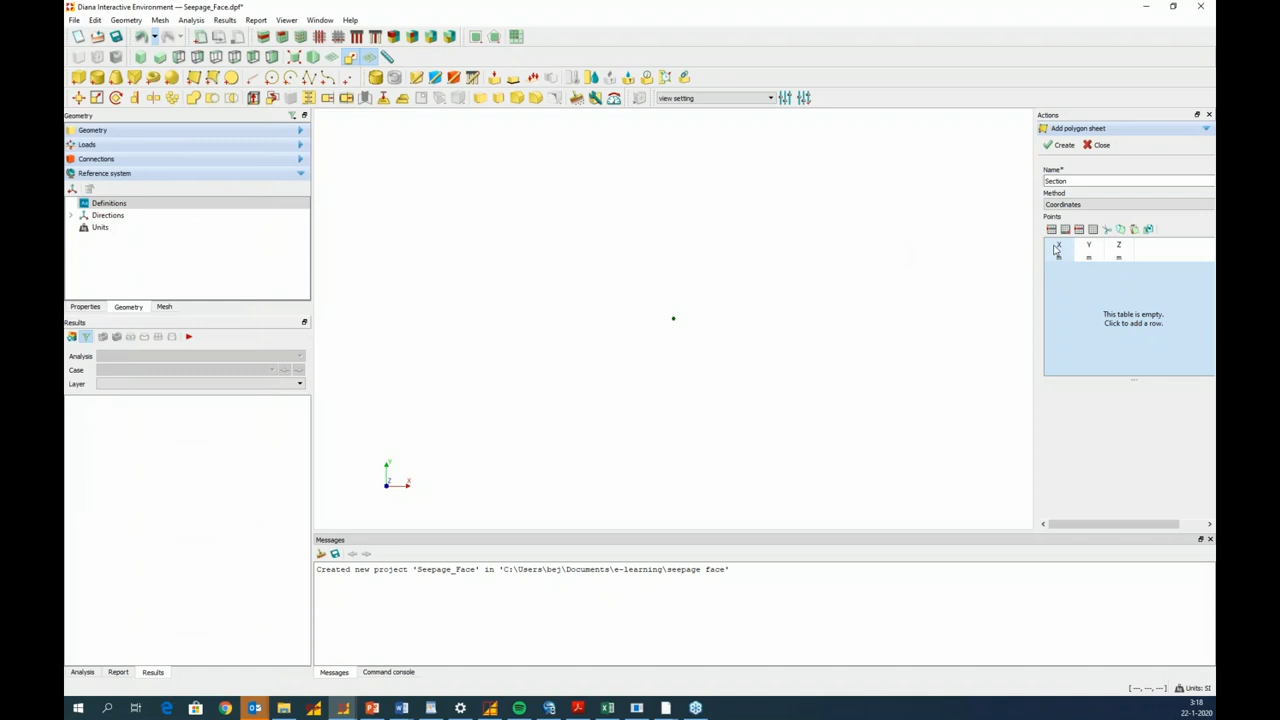 Diana Interactive Environment — Seepage_Face.dpf*
File Edit Geometry Mesh Analysis Results Report Viewer Window Help
view setting
Geometry
Geometry
Loads
Connections
Reference system
Definitions
Directions
Units
Properties Geometry Mesh
Results
Analysis
Case
Layer
Analysis Report Results
Y
Z X
Messages
Created new project 'Seepage_Face' in 'C:\Users\bej\Documents\e-learning\seepage face'
Messages Command console
Actions
Add polygon sheet
Create Close
Name*
Section
Method
Coordinates
Points
X Y Z
m m m
This table is empty.
Click to add a row.
[ ---, ---, --- ] Units: SI
3:18
22-1-2020